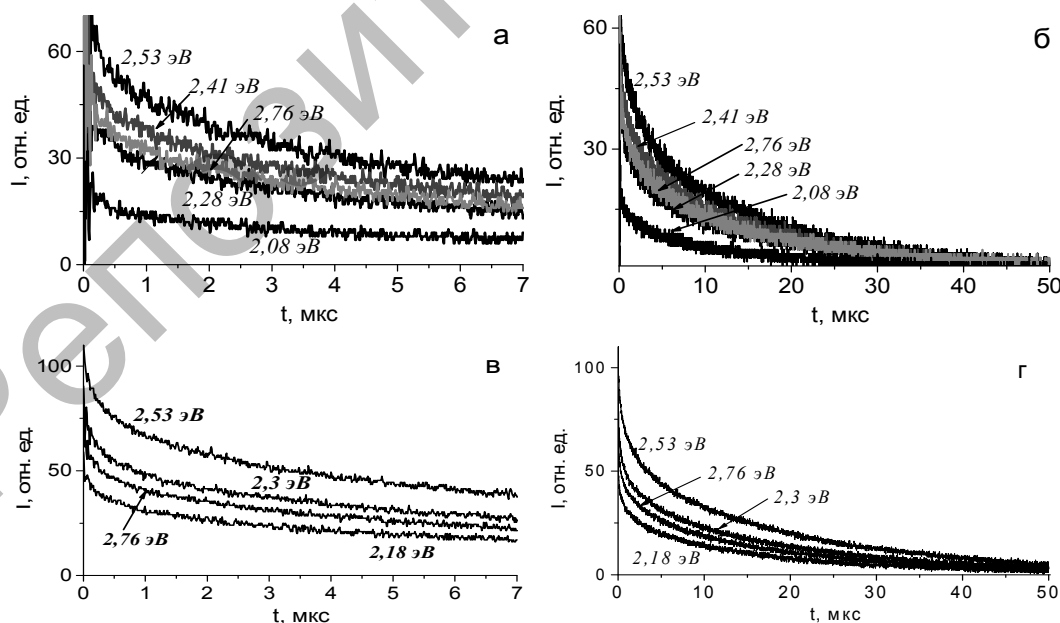 а
I, отн. ед.
60
30
0
2,53 эВ
2,41 эВ
2,76 эВ
2,28 эВ
2,08 эВ
0 1 2 3 4 5 6 7
t, мкс
б
I, отн. ед.
60
30
2,53 эВ
2,41 эВ
2,76 эВ
2,28 эВ
2,08 эВ
0 10 20 30 40 50
t, мкс
в
I, отн. ед.
100
50
0
2,53 эВ
2,3 эВ
2,76 эВ
2,18 эВ
0 1 2 3 4 5 6 7
t, мкс
г
I, отн. ед.
100
50
0
2,53 эВ
2,76 эВ
2,3 эВ
2,18 эВ
0 10 20 30 40 50
t, мкс